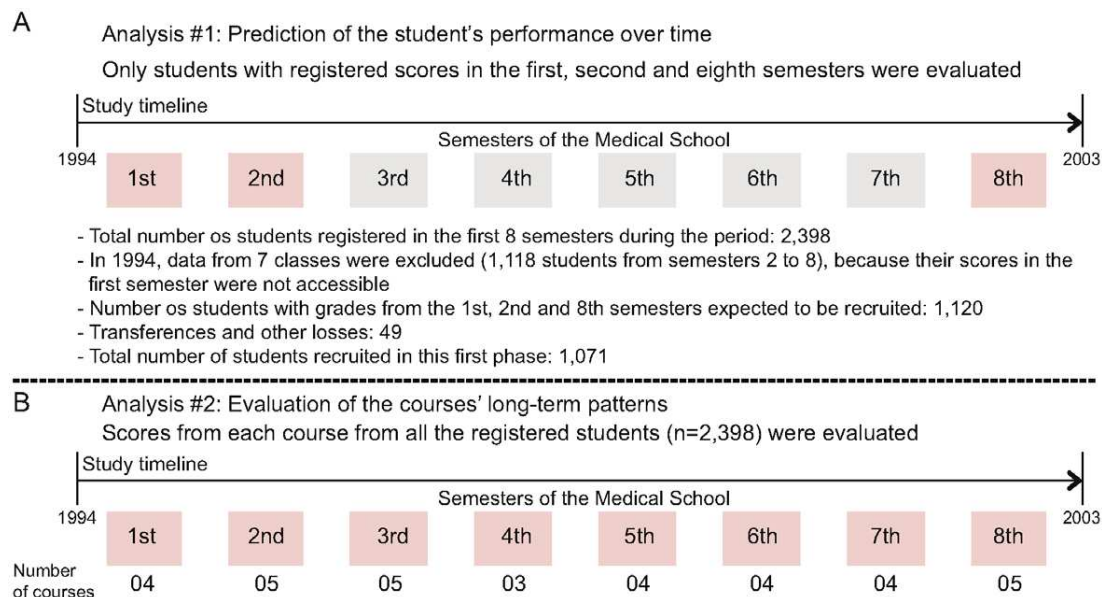 A
Analysis #1: Prediction of the student's performance over time
Only students with registered scores in the first, second and eighth semesters were evaluated
Study timeline
Semesters of the Medical School
1994
2003
1st 2nd 3rd 4th 5th 6th 7th 8th
- Total number os students registered in the first 8 semesters during the period: 2,398
- In 1994, data from 7 classes were excluded (1,118 students from semesters 2 to 8), because their scores in the
first semester were not accessible
- Number os students with grades from the 1st, 2nd and 8th semesters expected to be recruited: 1,120
- Transferences and other losses: 49
- Total number of students recruited in this first phase: 1,071
B
Analysis #2: Evaluation of the courses' long-term patterns
Scores from each course from all the registered students (n=2,398) were evaluated
Study timeline
Semesters of the Medical School
1994
2003
1st 2nd 3rd 4th 5th 6th 7th 8th
Number
of courses
04 05 05 03 04 04 04 05